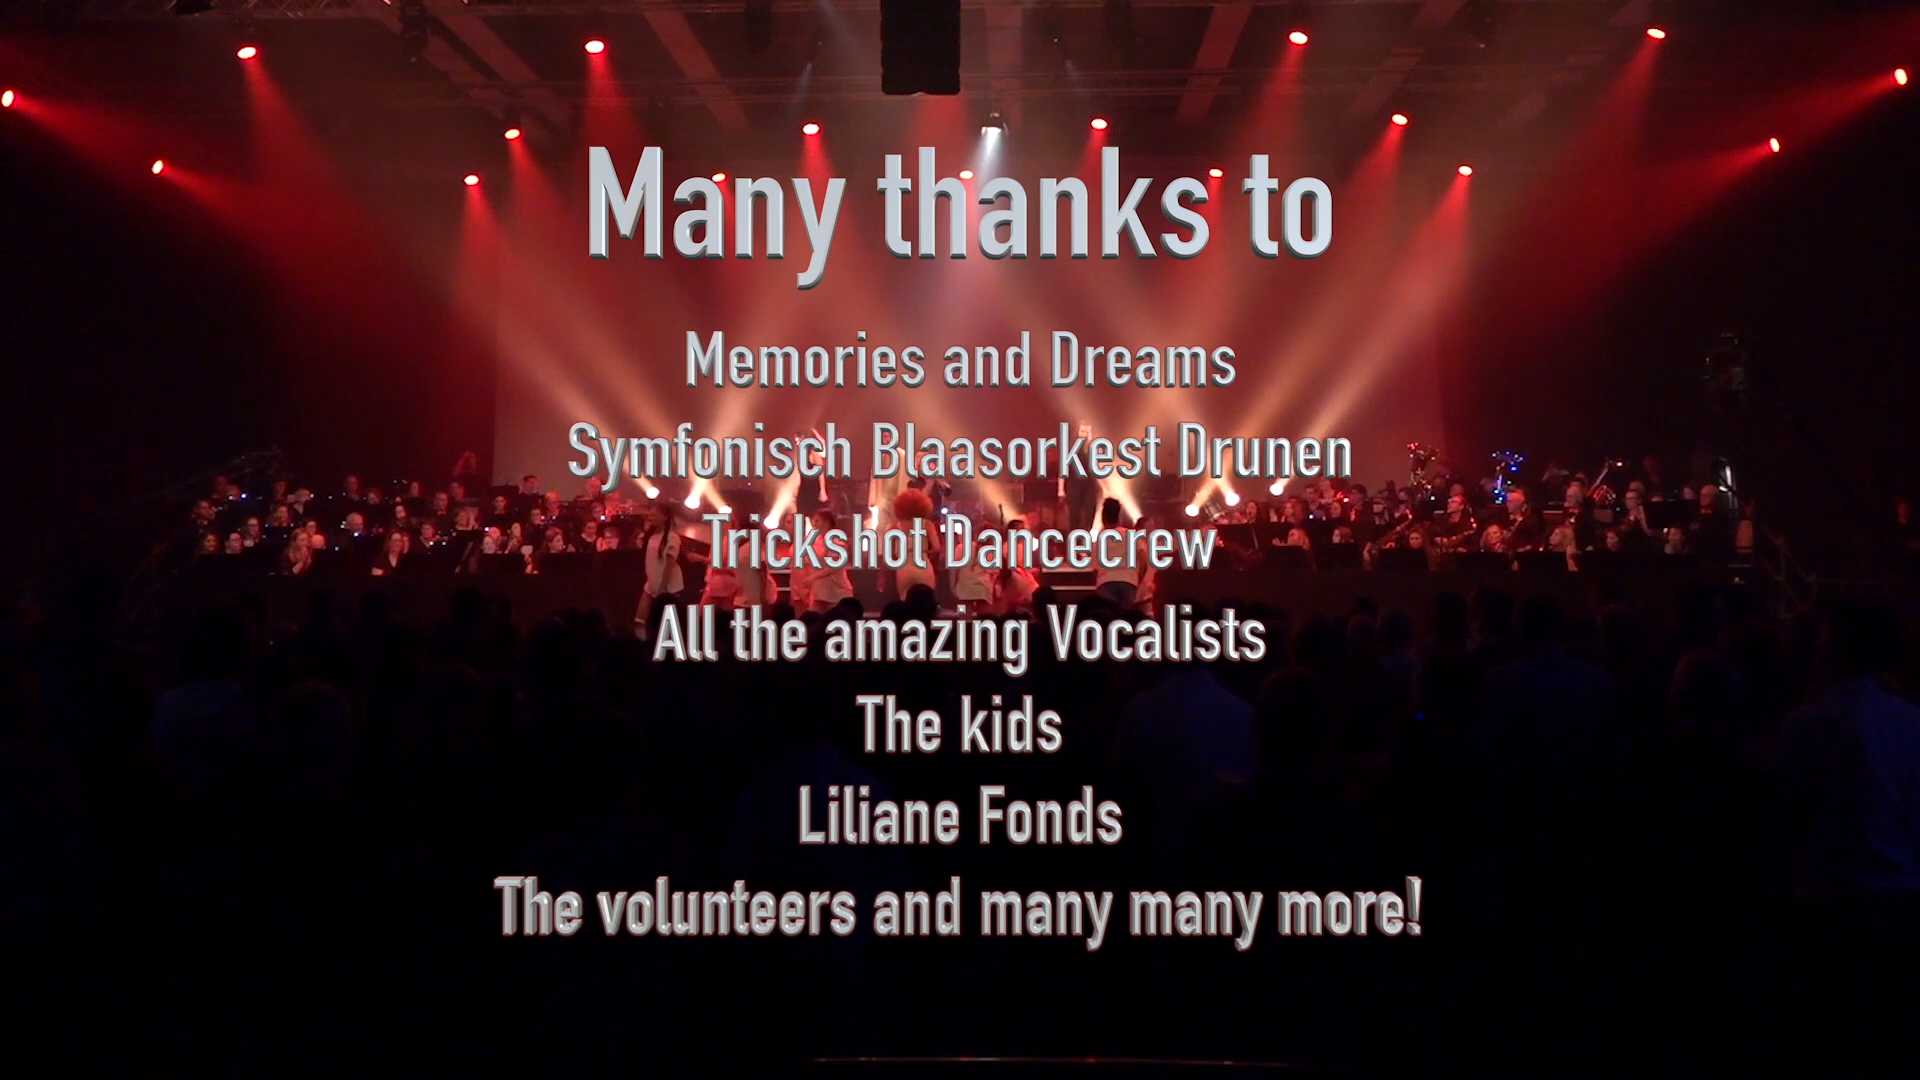 Many thanks to
Memories and Dreams
Symfonisch Blaasorkest Drunen
Trickshot Dancecrew
All the amazing Vocalists
The kids
Liliane Fonds
The volunteers and many many more!